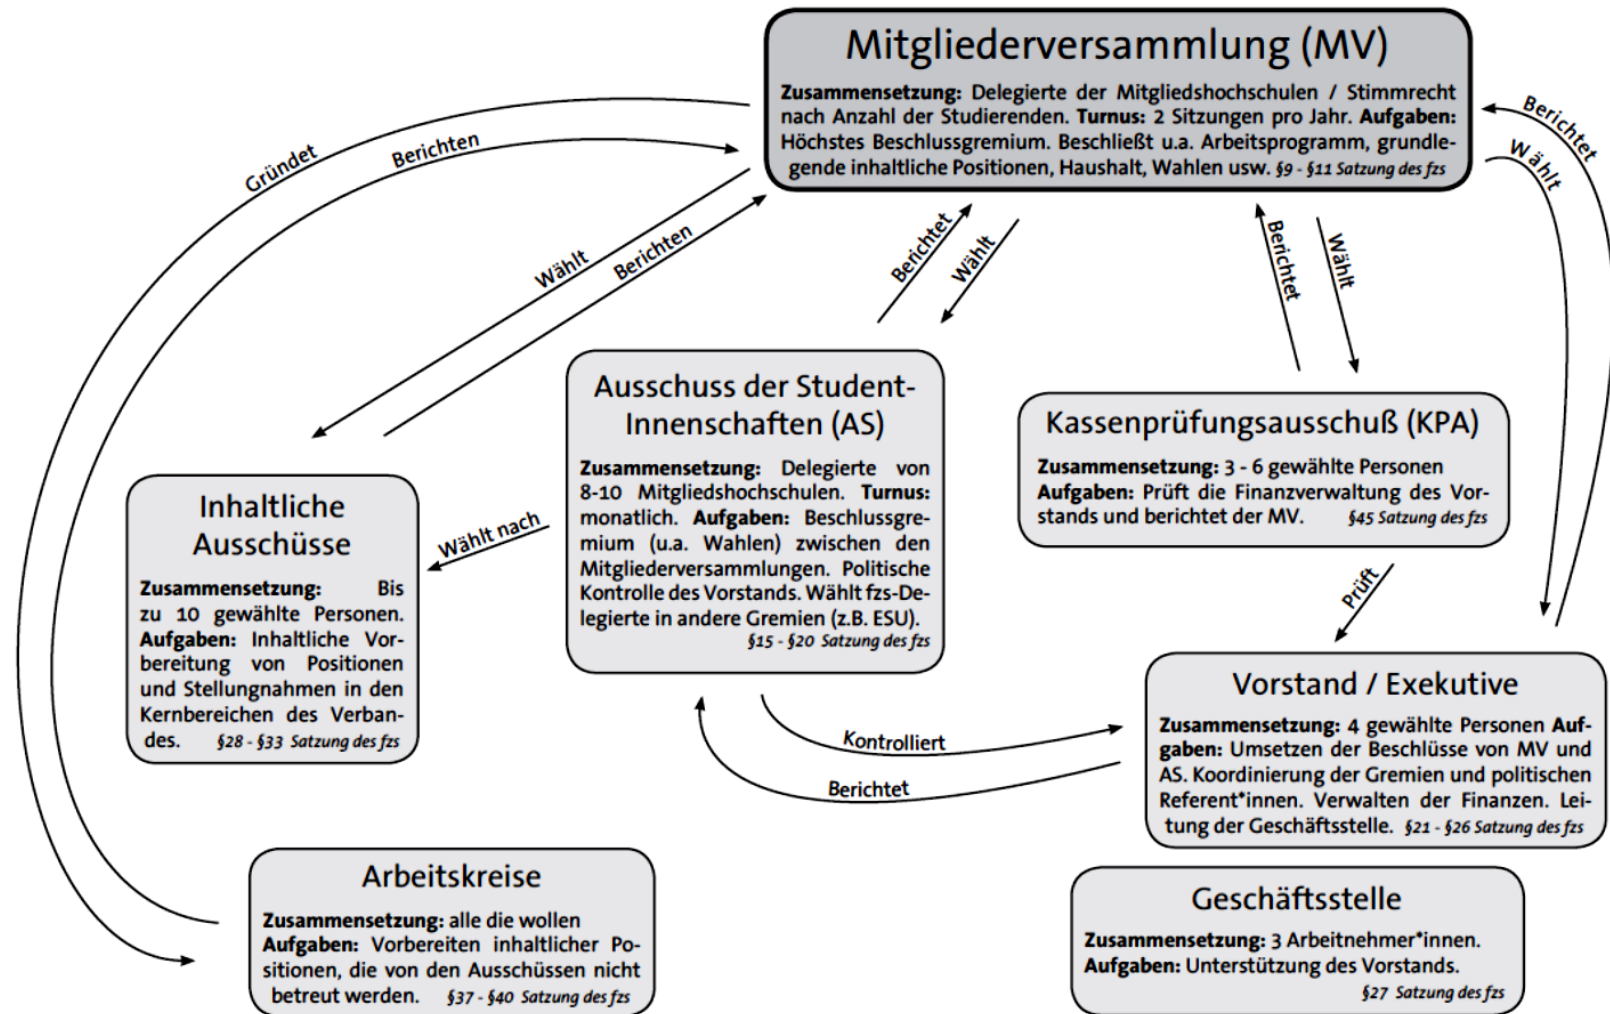 Mitgliederversammlung (MV)
Zusammensetzung: Delegierte der Mitgliedshochschulen / Stimmrecht
nach Anzahl der Studierenden. Turnus: 2 Sitzungen pro Jahr. Aufgaben:
Höchstes Beschlussgremium. Beschließt u.a. Arbeitsprogramm, grundle-
gende inhaltliche Positionen, Haushalt, Wahlen usw. §9 - §11 Satzung des fzs
Gründet
Berichten
Wählt
Berichten
Berichtet
Wählt
Berichtet
Wählt
Berichtet
Wählt
Ausschuss der Student-
Innenschaften (AS)
Zusammensetzung: Delegierte von
8-10 Mitgliedshochschulen. Turnus:
monatlich. Aufgaben: Beschlussgre-
mium (u.a. Wahlen) zwischen den
Mitgliederversammlungen. Politische
Kontrolle des Vorstands. Wählt fzs-De-
legierte in andere Gremien (z.B. ESU).
§15 - §20 Satzung des fzs
Kassenprüfungsausschuß (KPA)
Zusammensetzung: 3 - 6 gewählte Personen
Aufgaben: Prüft die Finanzverwaltung des Vor-
stands und berichtet der MV. §45 Satzung des fzs
Inhaltliche
Ausschüsse
Zusammensetzung: Bis
zu 10 gewählte Personen.
Aufgaben: Inhaltliche Vor-
bereitung von Positionen
und Stellungnahmen in den
Kernbereichen des Verban-
des. §28 - §33 Satzung des fzs
Wählt nach
Prüft
Vorstand / Exekutive
Zusammensetzung: 4 gewählte Personen Auf-
gaben: Umsetzen der Beschlüsse von MV und
AS. Koordinierung der Gremien und politischen
Referent*innen. Verwalten der Finanzen. Lei-
tung der Geschäftsstelle. §21 - §26 Satzung des fzs
Kontrolliert
Berichtet
Arbeitskreise
Zusammensetzung: alle die wollen
Aufgaben: Vorbereiten inhaltlicher Po-
sitionen, die von den Ausschüssen nicht
betreut werden. §37 - §40 Satzung des fzs
Geschäftsstelle
Zusammensetzung: 3 Arbeitnehmer*innen.
Aufgaben: Unterstützung des Vorstands.
§27 Satzung des fzs